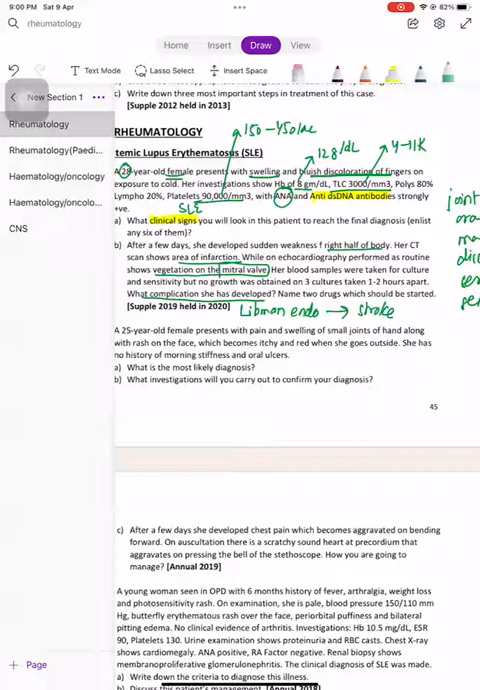 9:00 PM Sat 9 Apr
82%
rheumatology
Home Insert Draw View
Text Mode Lasso Select Insert Space
New Section 1
Rheumatology
Rheumatology(Paedi...
Haematology/oncology
Haematology/oncolo...
CNS
Page
c) Write down three most important steps in treatment of this case.
[Supple 2012 held in 2013]
RHEUMATOLOGY
150-450/
temic Lupus Erythematosus (SLE)
128/dL
4-11K
A 28-year-old female presents with swelling and bluish discoloration of fingers on
exposure to cold. Her investigations show Hb of 8 gm/dL, TLC 3000/mm3, Polys 80%
Lympho 20%, Platelets 90,000/mm3, with ANA and Anti dsDNA antibodies strongly
+ve.
SLE
a) What clinical signs you will look in this patient to reach the final diagnosis (enlist
any six of them)?
b) After a few days, she developed sudden weakness f right half of body. Her CT
scan shows area of infarction. While on echocardiography performed as routine
shows vegetation on the mitral valve. Her blood samples were taken for culture
and sensitivity but no growth was obtained on 3 cultures taken 1-2 hours apart.
What complication she has developed? Name two drugs which should be started.
[Supple 2019 held in 2020]
Libman endo → stroke
joint
A 25-year-old female presents with pain and swelling of small joints of hand along
with rash on the face, which becomes itchy and red when she goes outside. She has
no history of morning stiffness and oral ulcers.
a) What is the most likely diagnosis?
b) What investigations will you carry out to confirm your diagnosis?
45
c) After a few days she developed chest pain which becomes aggravated on bending
forward. On auscultation there is a scratchy sound heart at precordium that
aggravates on pressing the bell of the stethoscope. How you are going to
manage? [Annual 2019]
A young woman seen in OPD with 6 months history of fever, arthralgia, weight loss
and photosensitivity rash. On examination, she is pale, blood pressure 150/110 mm
Hg, butterfly erythematous rash over the face, periorbital puffiness and bilateral
pitting edema. No clinical evidence of arthritis. Investigations: Hb 10.5 mg/dL, ESR
90, Platelets 130. Urine examination shows proteinuria and RBC casts. Chest X-ray
shows cardiomegaly. ANA positive, RA Factor negative. Renal biopsy shows
membranoproliferative glomerulonephritis. The clinical diagnosis of SLE was made.
a) Write down the criteria to diagnose this illness.
b) Discuss this patient's management. [Annual 2018]